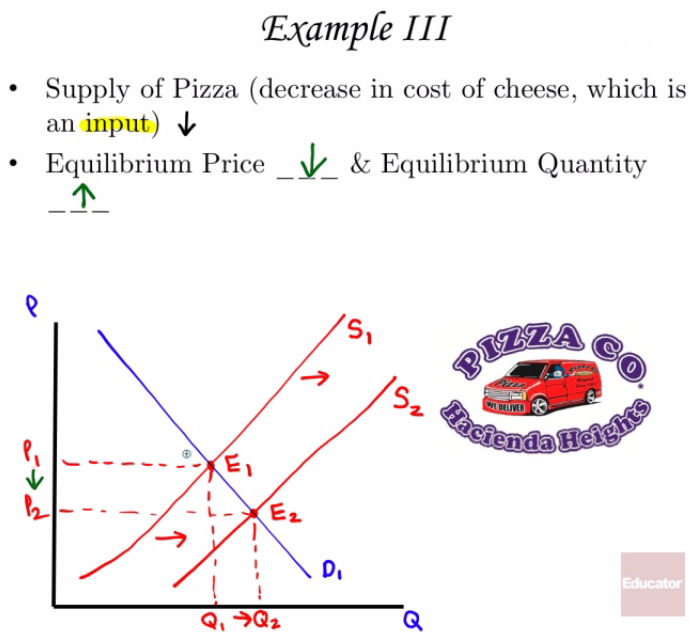 Example III
• Supply of Pizza (decrease in cost of cheese, which is
an input) ↓
• Equilibrium Price _ ↓ _ & Equilibrium Quantity
_ ↑ _
P
S₁
→
S₂
P₁
E₁
↓
P₂
E₂
→
D₁
Q₁ → Q₂
Q
PIZZA CO.
Pizza
WE DELIVER
Hacienda Heights
Educator